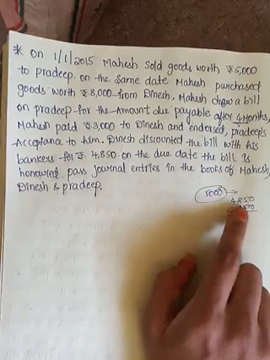 * On 1/1/2015 Mahesh sold goods worth ₹ 5,000
to pradeep. on the same date Mahesh purchased
goods worth ₹ 8,000 from Dinesh. Mahesh drew a bill
on pradeep for the amount due payable after 4 Months,
Mahesh paid ₹ 3,000 to Dinesh and endorsed, pradeep's
Acceptance to him. Dinesh discounted the bill with his
bankers for ₹ 4,850 on the due date the bill is
honoured pass journal entries in the books of Mahesh,
Dinesh & pradeep.
5000
4850